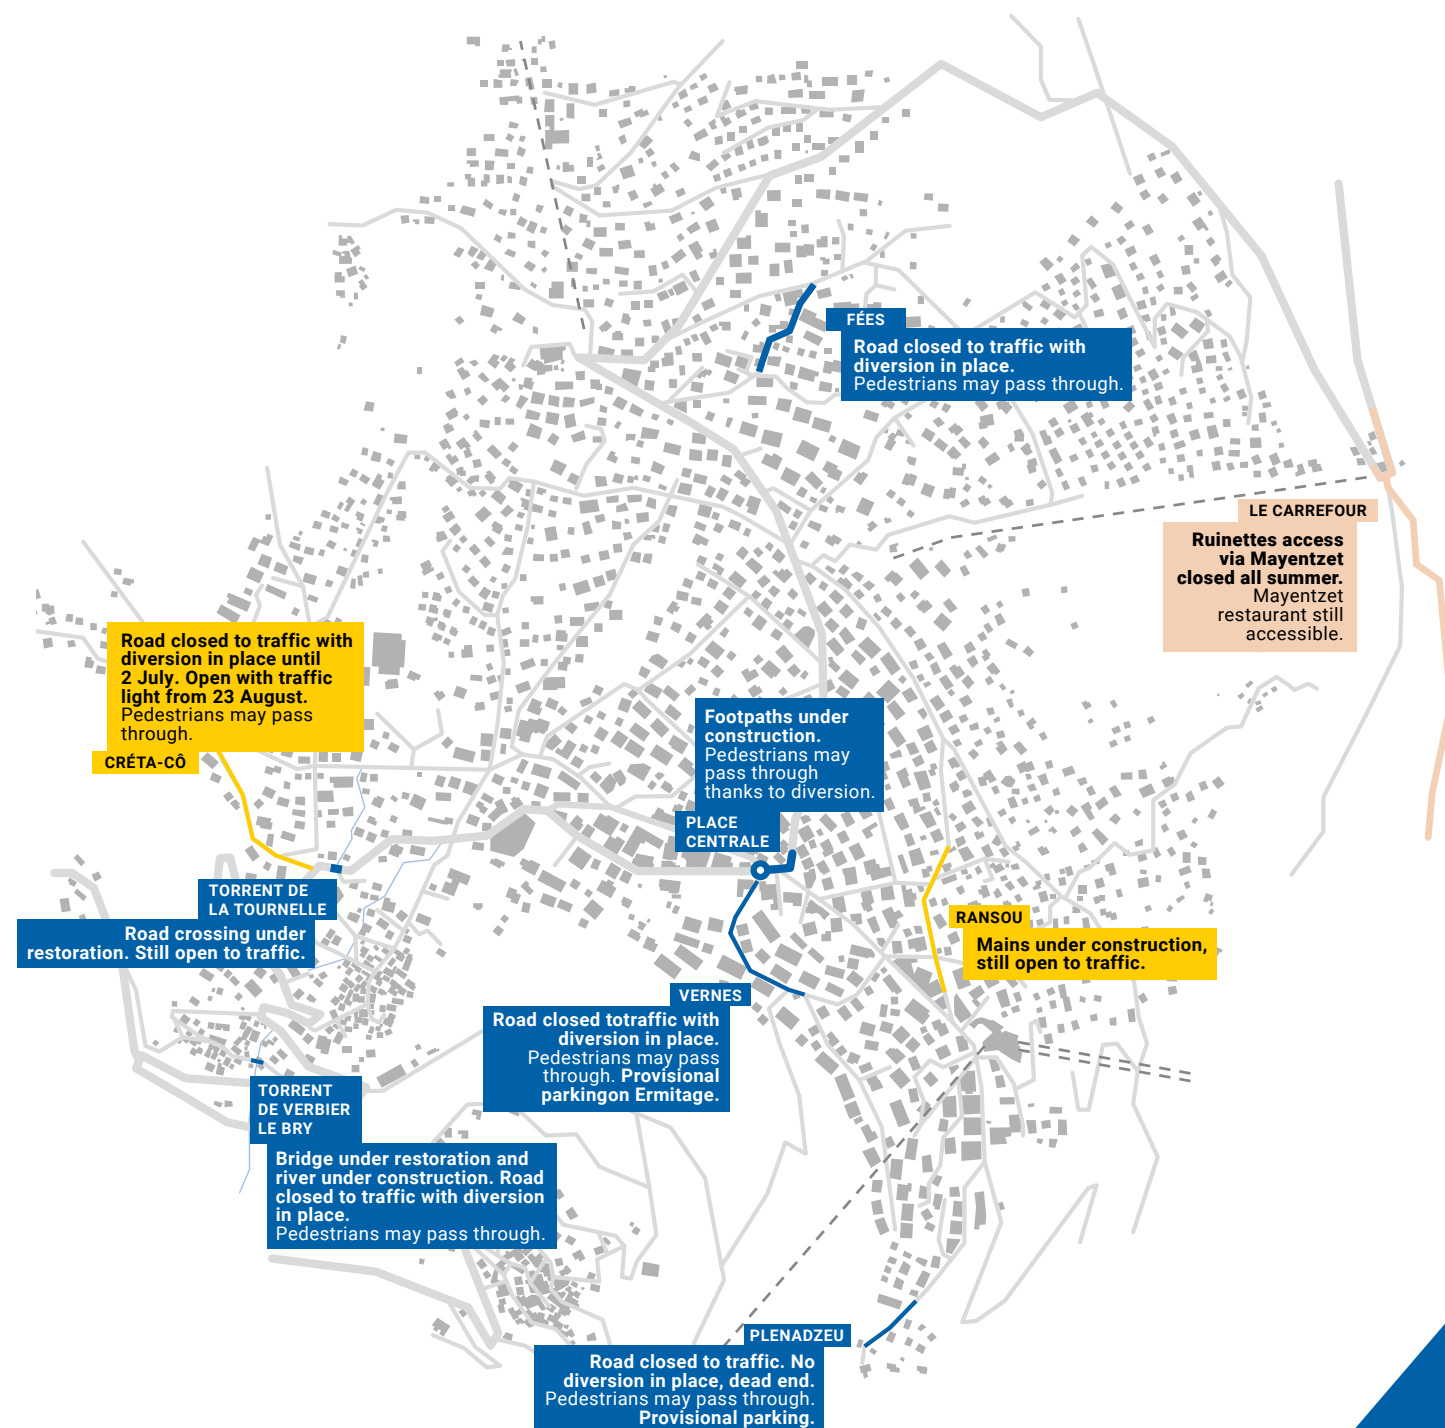 FÉES
Road closed to traffic with
diversion in place.
Pedestrians may pass through.
LE CARREFOUR
Ruinettes access
via Mayentzet
closed all summer.
Mayentzet
restaurant still
accessible.
Road closed to traffic with
diversion in place until
2 July. Open with traffic
light from 23 August.
Pedestrians may pass
through.
CRÉTA-CÔ
Footpaths under
construction.
Pedestrians may
pass through
thanks to diversion.
PLACE
CENTRALE
TORRENT DE
LA TOURNELLE
Road crossing under
restoration. Still open to traffic.
RANSOU
Mains under construction,
still open to traffic.
VERNES
Road closed totraffic with
diversion in place.
Pedestrians may pass
through. Provisional
parkingon Ermitage.
TORRENT
DE VERBIER
LE BRY
Bridge under restoration and
river under construction. Road
closed to traffic with diversion
in place.
Pedestrians may pass through.
PLENADZEU
Road closed to traffic. No
diversion in place, dead end.
Pedestrians may pass through.
Provisional parking.